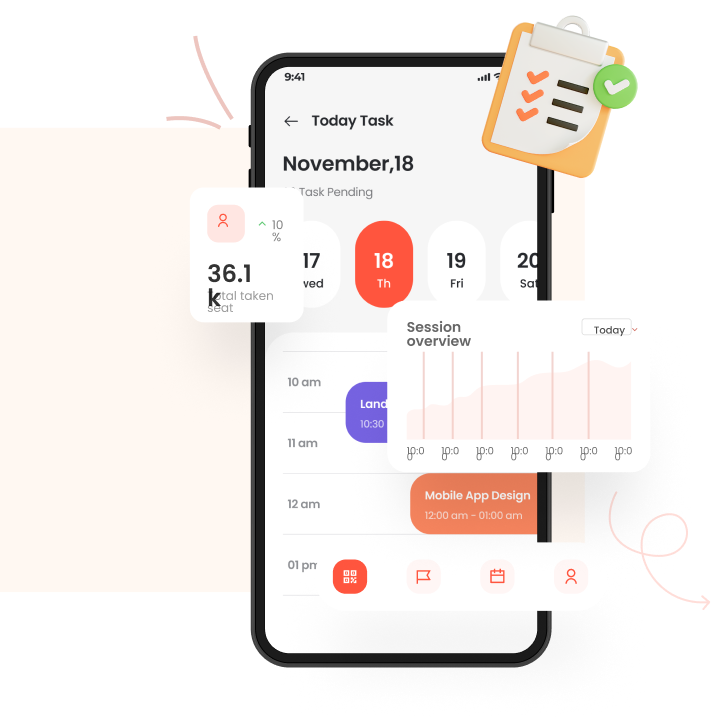 9:41
Today Task
November,18
Task Pending
10
%
36.1
k
Total taken
seat
17
wed
18
Th
19
Fri
20
Sat
Session
overview
Today
10:0
0
10:0
0
10:0
0
10:0
0
10:0
0
10:0
0
10:0
0
10 am
Land
10:30
11 am
12 am
Mobile App Design
12:00 am - 01:00 am
01 pm